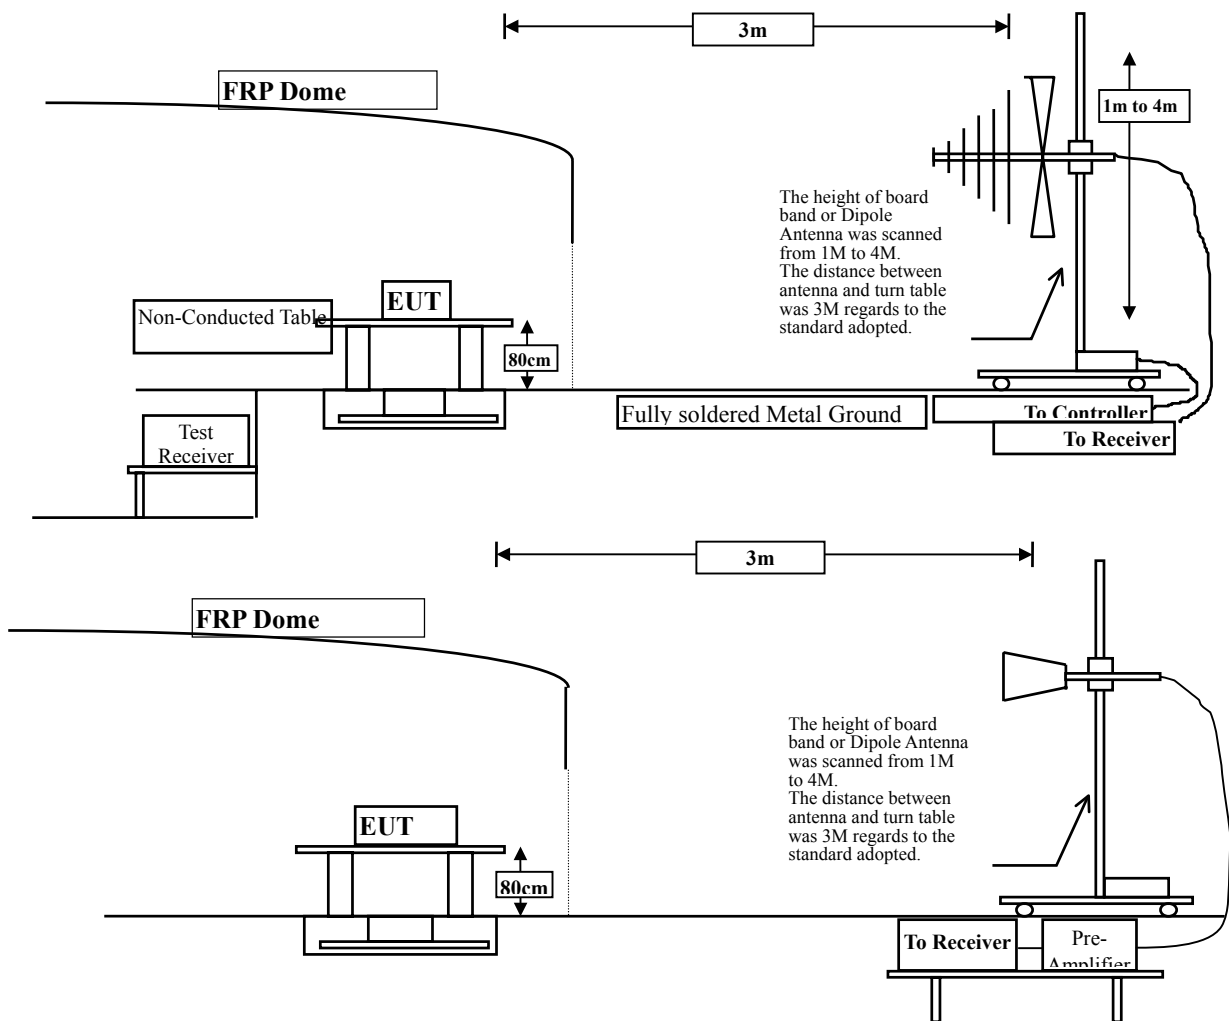 3m
FRP Dome
1m to 4m
The height of board
band or Dipole
Antenna was scanned
from 1M to 4M.
The distance between
antenna and turn table
was 3M regards to the
standard adopted.
EUT
Non-Conducted Table
80cm
Fully soldered Metal Ground
To Controller
To Receiver
Test
Receiver
3m
FRP Dome
The height of board
band or Dipole Antenna
was scanned from 1M
to 4M.
The distance between
antenna and turn table
was 3M regards to the
standard adopted.
EUT
80cm
To Receiver
Pre-
Amplifier